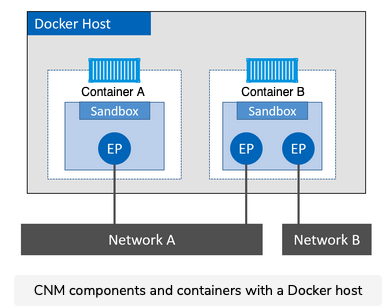 Docker Host
Container A
Container B
Sandbox
Sandbox
EP
EP
EP
Network A
Network B
CNM components and containers with a Docker host